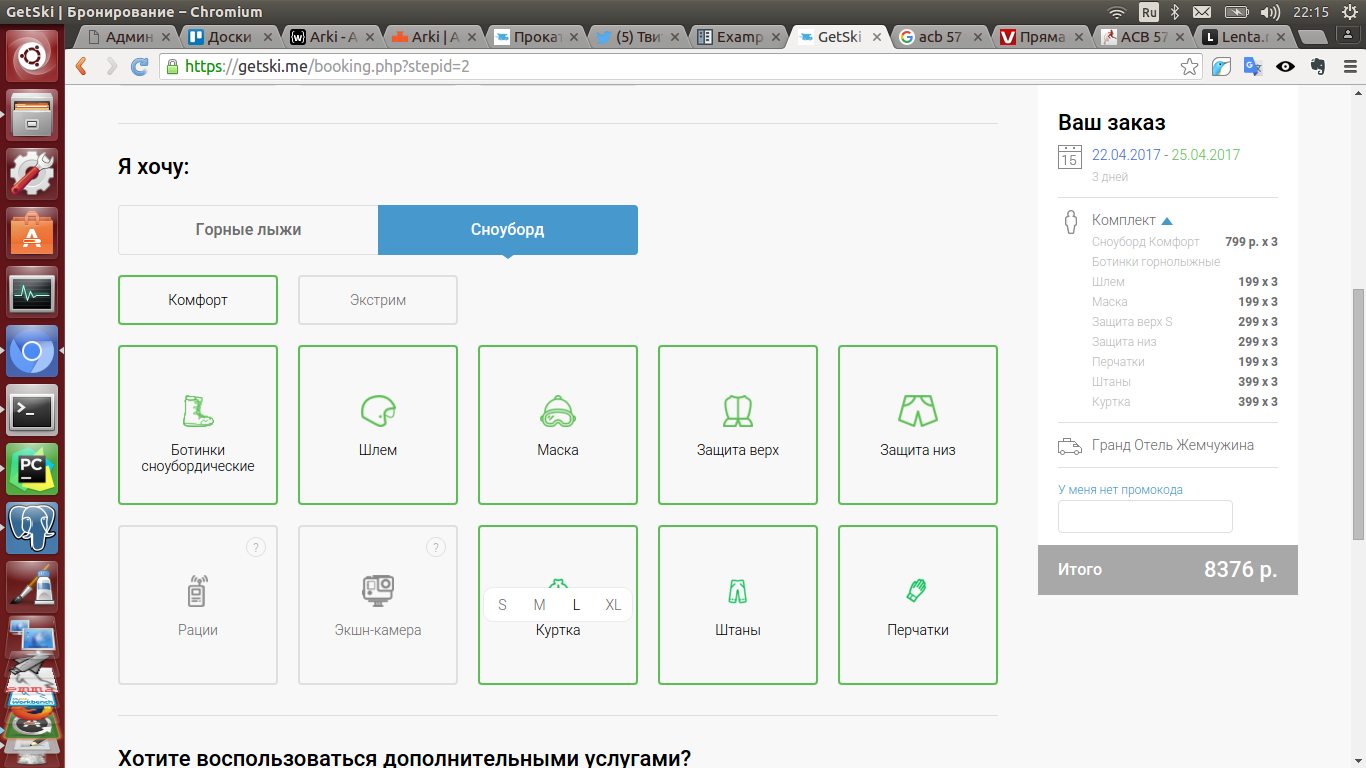 GetSki | Бронирование – Chromium
Ru
22:15
Админ
Доски
Arki - A
Arki | A
Прока
(5) Тви
Examp
GetSki
acb 57
Пряма
АСВ 57
Lenta.
https://getski.me/booking.php?stepid=2
Я хочу:
Горные лыжи
Сноуборд
Комфорт
Экстрим
Ботинки
сноубордические
Шлем
Маска
Защита верх
Защита низ
?
Рации
?
Экшн-камера
S M L XL
Куртка
Штаны
Перчатки
Хотите воспользоваться дополнительными услугами?
Ваш заказ
15
22.04.2017 - 25.04.2017
3 дней
Комплект
Сноуборд Комфорт 799 р. x 3
Ботинки горнолыжные
Шлем 199 x 3
Маска 199 x 3
Защита верх S 299 x 3
Защита низ 299 x 3
Перчатки 199 x 3
Штаны 399 x 3
Куртка 399 x 3
Гранд Отель Жемчужина
У меня нет промокода
Итого 8376 р.
PC